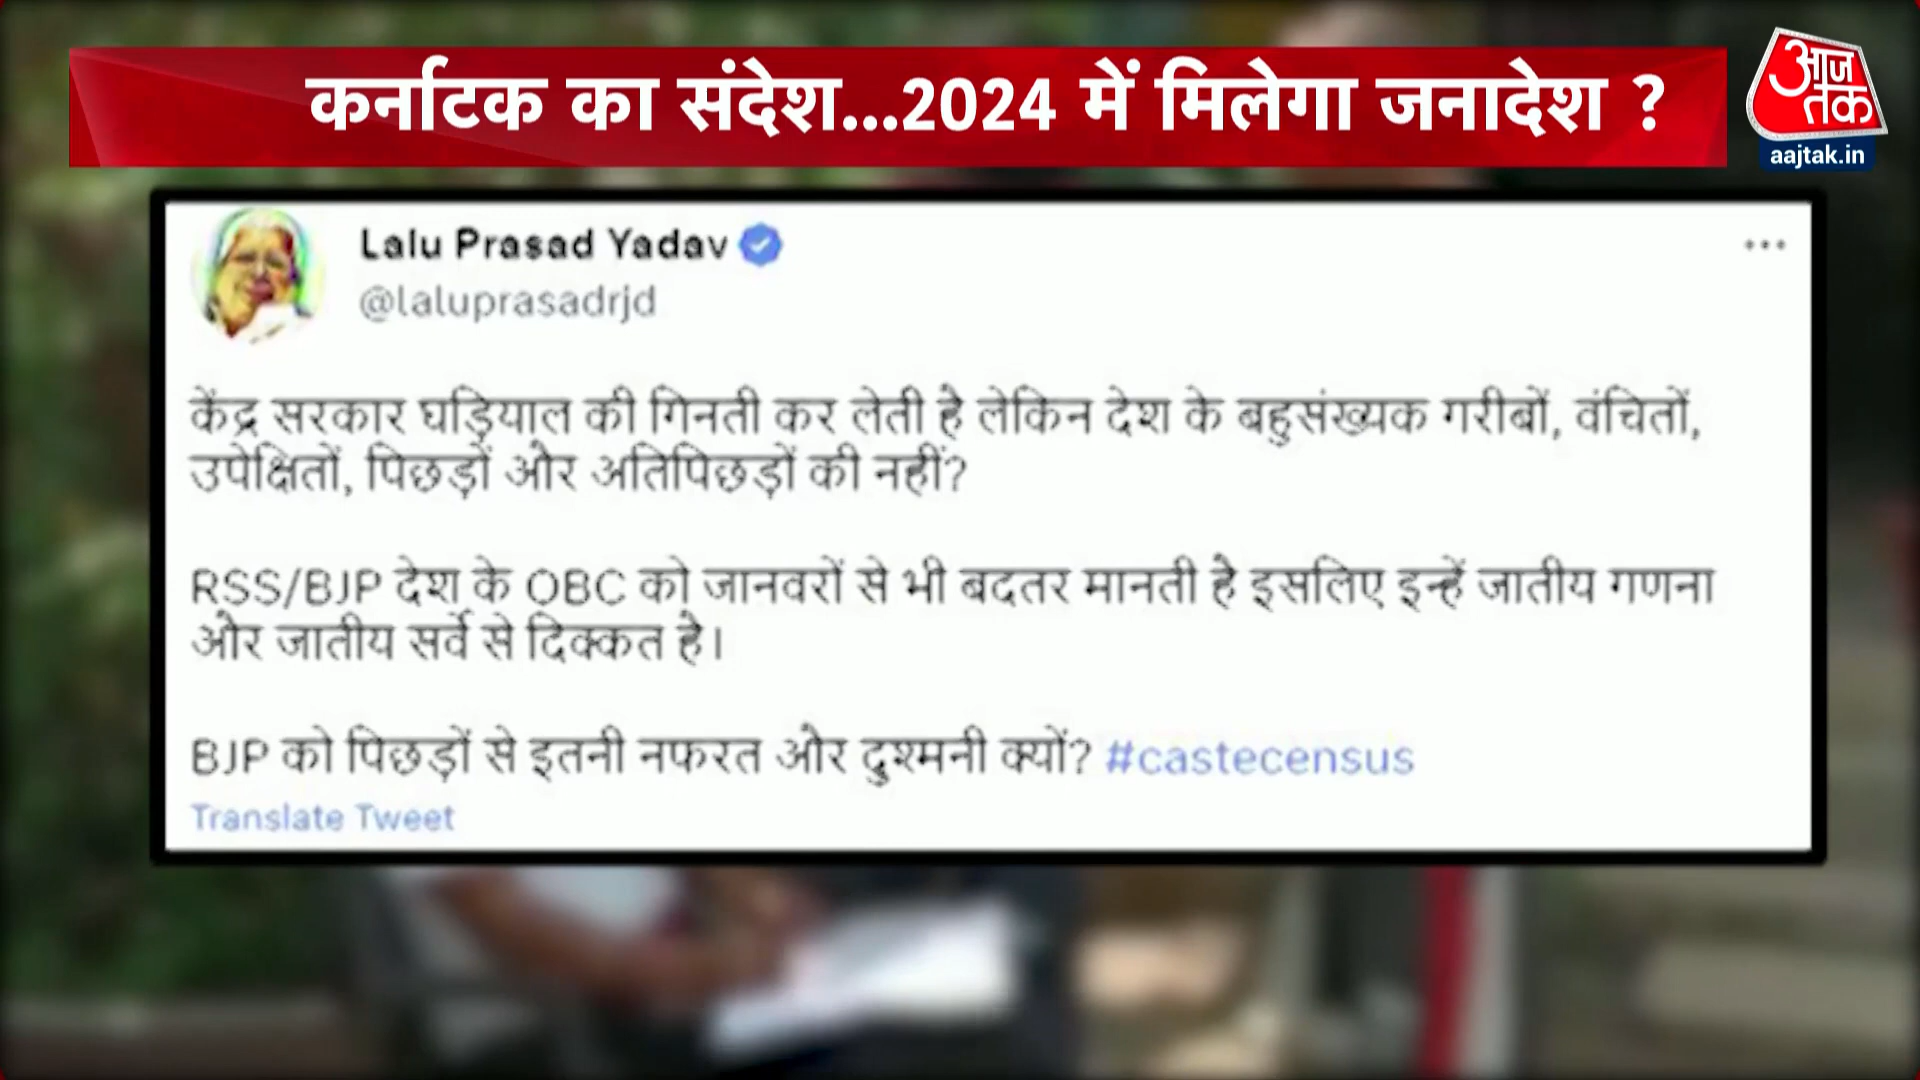 कर्नाटक का संदेश...2024 में मिलेगा जनादेश ?
आज तक
aajtak.in
Lalu Prasad Yadav
@laluprasadrjd
केंद्र सरकार घड़ियाल की गिनती कर लेती है लेकिन देश के बहुसंख्यक गरीबों, वंचितों,
उपेक्षितों, पिछड़ों और अतिपिछड़ों की नहीं?
RSS/BJP देश के OBC को जानवरों से भी बदतर मानती है इसलिए इन्हें जातीय गणना
और जातीय सर्वे से दिक्कत है।
BJP को पिछड़ों से इतनी नफरत और दुश्मनी क्यों? #castecensus
Translate Tweet